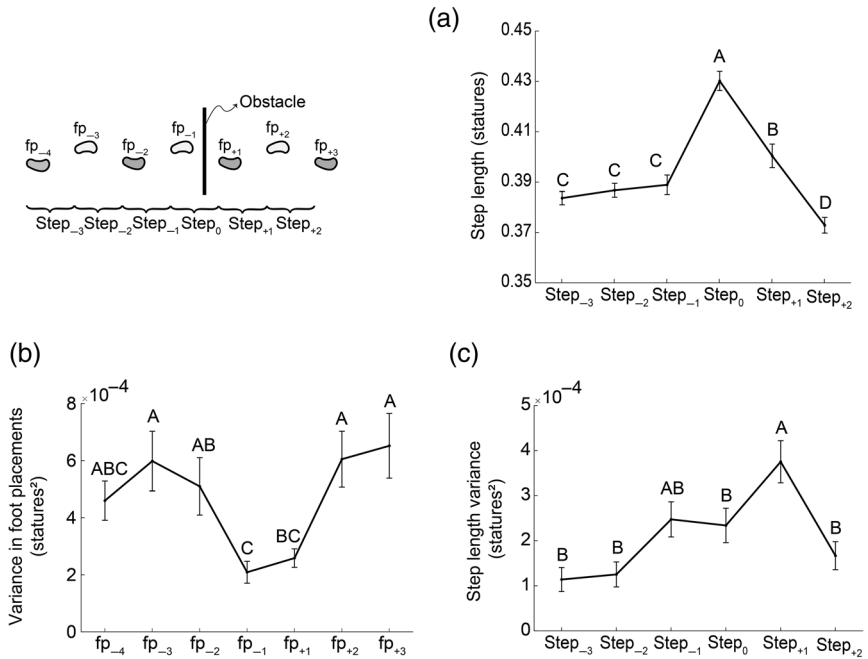 Obstacle
fp₋₄ fp₋₃ fp₋₂ fp₋₁ fp₊₁ fp₊₂ fp₊₃
Step₋₃ Step₋₂ Step₋₁ Step₀ Step₊₁ Step₊₂
(a)
Step length (statures)
0.45
0.43
0.41
0.39
0.37
0.35
C C C A B D
Step₋₃ Step₋₂ Step₋₁ Step₀ Step₊₁ Step₊₂
(b)
Variance in foot placements
(statures²)
×10⁻⁴
8
6
4
2
0
ABC A AB C BC A A
fp₋₄ fp₋₃ fp₋₂ fp₋₁ fp₊₁ fp₊₂ fp₊₃
(c)
Step length variance
(statures²)
5 ×10⁻⁴
4
3
2
1
0
B B AB B A B
Step₋₃ Step₋₂ Step₋₁ Step₀ Step₊₁ Step₊₂